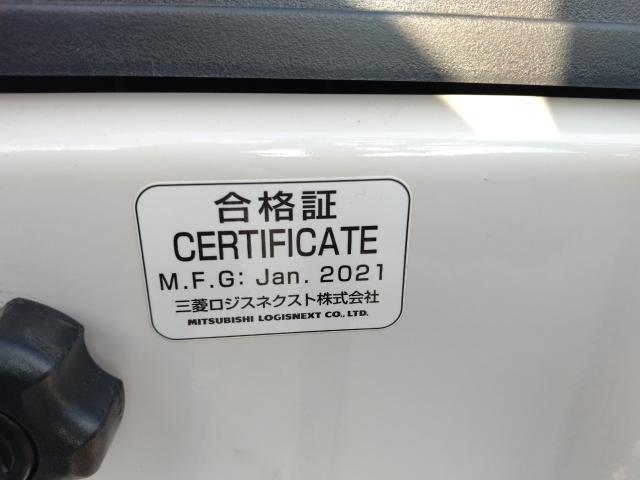 合格証
CERTIFICATE
M.F.G: Jan. 2021
三菱ロジスネクスト株式会社
MITSUBISHI LOGISNEXT CO., LTD.